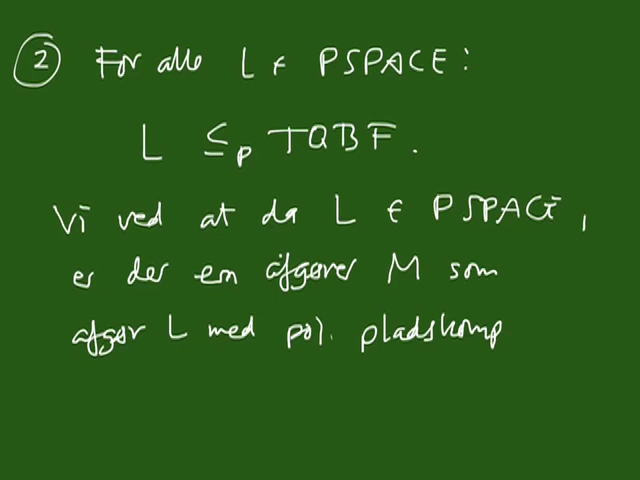 ② For alle L ∈ PSPACE:
L ≤p TQBF.
Vi ved at da L ∈ PSPACE,
er der en afgører M som
afgør L med pol. pladskomp